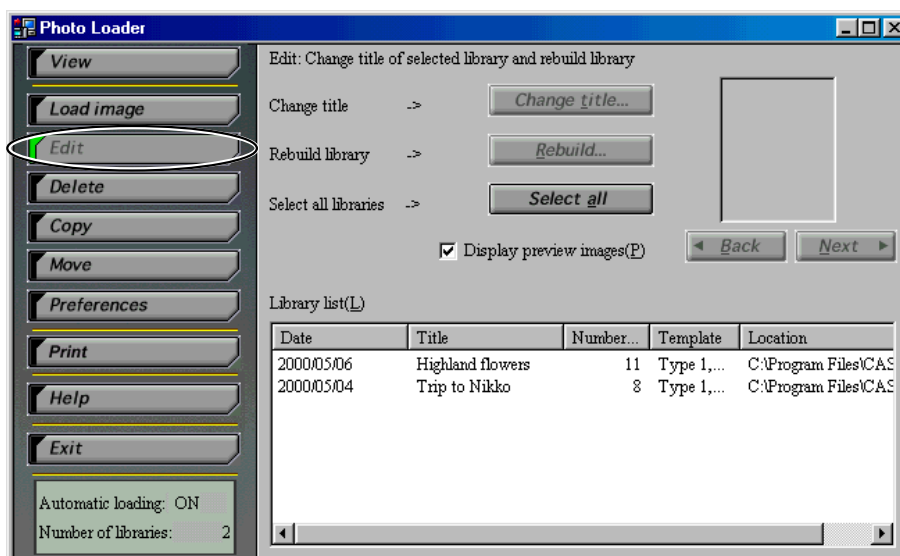 Photo Loader
View
Load image
Edit
Delete
Copy
Move
Preferences
Print
Help
Exit
Automatic loading: ON
Number of libraries: 2
Edit: Change title of selected library and rebuild library
Change title -> Change title...
Rebuild library -> Rebuild...
Select all libraries -> Select all
Display preview images(P)
Back Next
Library list(L)
Date Title Number... Template Location
2000/05/06 Highland flowers 11 Type 1,... C:\Program Files\CAS
2000/05/04 Trip to Nikko 8 Type 1,... C:\Program Files\CAS